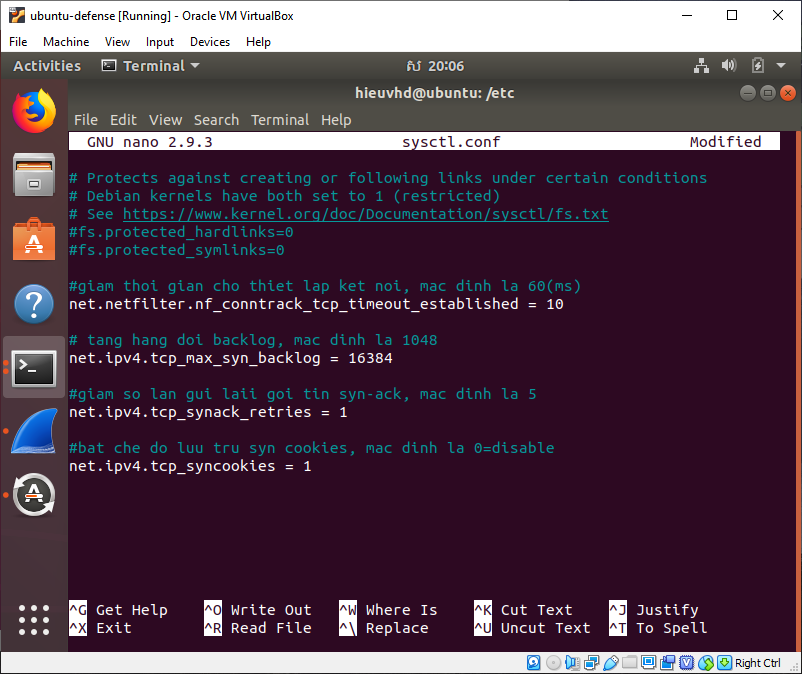 ubuntu-defense [Running] - Oracle VM VirtualBox
File Machine View Input Devices Help
Activities Terminal 20:06
hieuvhd@ubuntu: /etc
File Edit View Search Terminal Help
GNU nano 2.9.3 sysctl.conf Modified
# Protects against creating or following links under certain conditions
# Debian kernels have both set to 1 (restricted)
# See https://www.kernel.org/doc/Documentation/sysctl/fs.txt
#fs.protected_hardlinks=0
#fs.protected_symlinks=0
#giam thoi gian cho thiet lap ket noi, mac dinh la 60(ms)
net.netfilter.nf_conntrack_tcp_timeout_established = 10
# tang hang doi backlog, mac dinh la 1048
net.ipv4.tcp_max_syn_backlog = 16384
#giam so lan gui laii goi tin syn-ack, mac dinh la 5
net.ipv4.tcp_synack_retries = 1
#bat che do luu tru syn cookies, mac dinh la 0=disable
net.ipv4.tcp_syncookies = 1
^G Get Help ^O Write Out ^W Where Is ^K Cut Text ^J Justify
^X Exit ^R Read File ^\ Replace ^U Uncut Text ^T To Spell
Right Ctrl